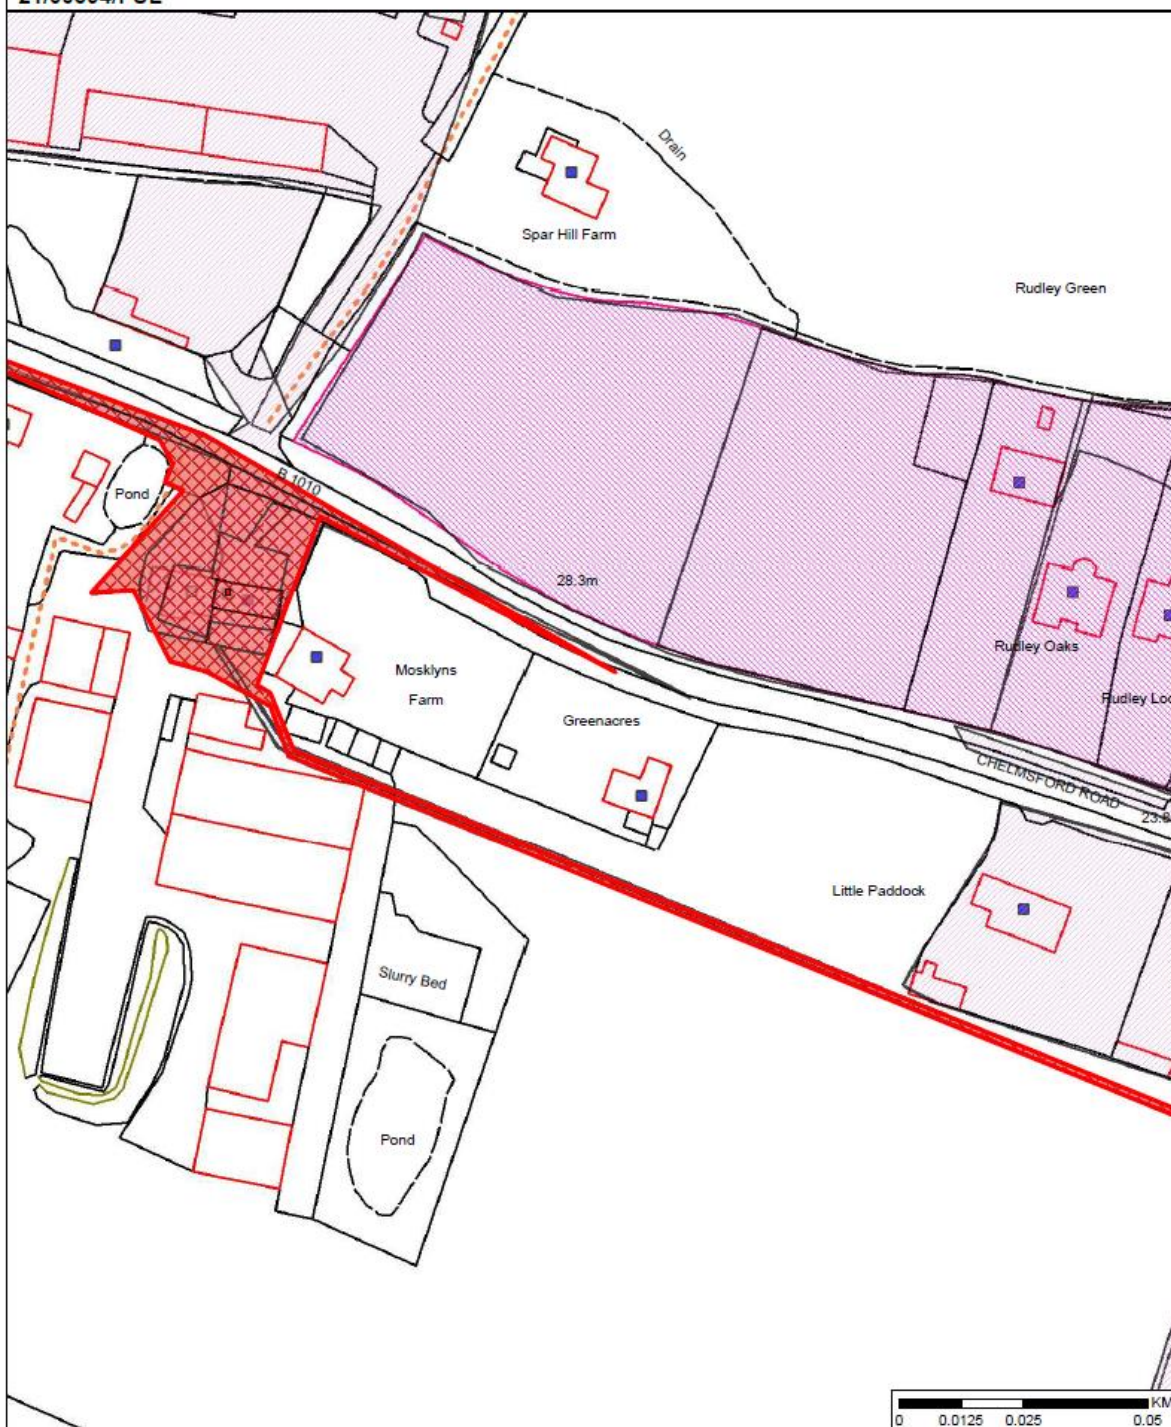 Drain
Spar Hill Farm
Rudley Green
Pond
B 1010
28.3m
Rudley Oaks
Mosklyns
Farm
Greenacres
CHELMSFORD ROAD
Little Paddock
Slurry Bed
Pond
0 0.0125 0.025 0.05